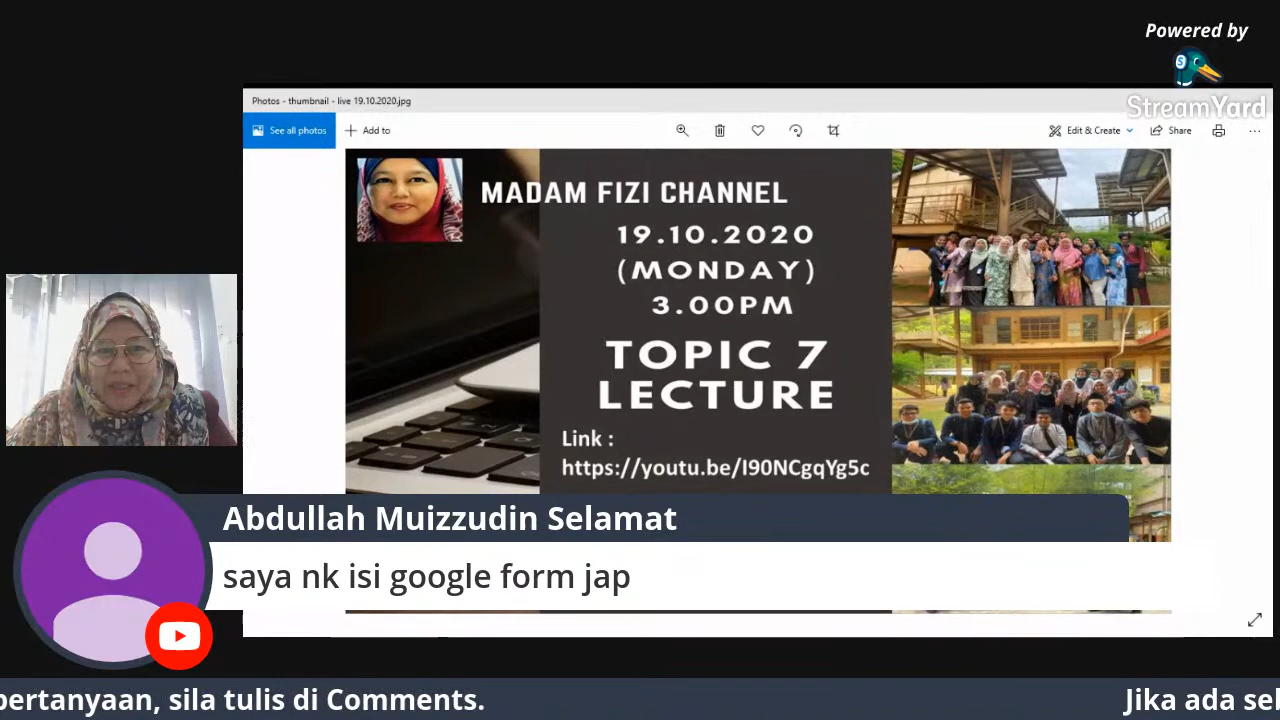 Powered by
StreamYard
Photos - thumbnail - live 19.10.2020.jpg
See all photos
Add to
Edit & Create
Share
MADAM FIZI CHANNEL
19.10.2020
(MONDAY)
3.00PM
TOPIC 7
LECTURE
Link :
https://youtu.be/I90NCgqYg5c
Abdullah Muizzudin Selamat
saya nk isi google form jap
pertanyaan, sila tulis di Comments.
Jika ada se